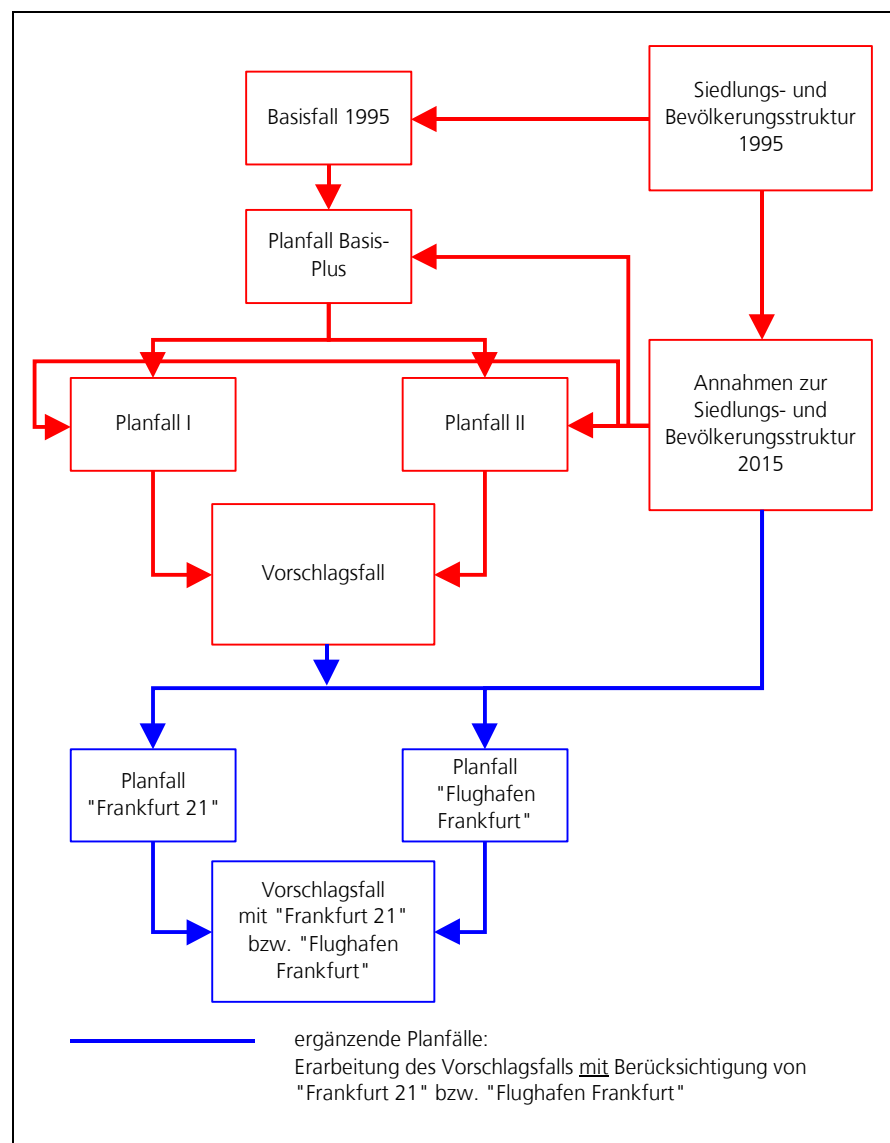 Basisfall 1995
Siedlungs- und
Bevölkerungsstruktur
1995
Planfall Basis-
Plus
Planfall I
Planfall II
Annahmen zur
Siedlungs- und
Bevölkerungsstruktur
2015
Vorschlagsfall
Planfall
"Frankfurt 21"
Planfall
"Flughafen
Frankfurt"
Vorschlagsfall
mit "Frankfurt 21"
bzw. "Flughafen
Frankfurt"
ergänzende Planfälle:
Erarbeitung des Vorschlagsfalls mit Berücksichtigung von
"Frankfurt 21" bzw. "Flughafen Frankfurt"